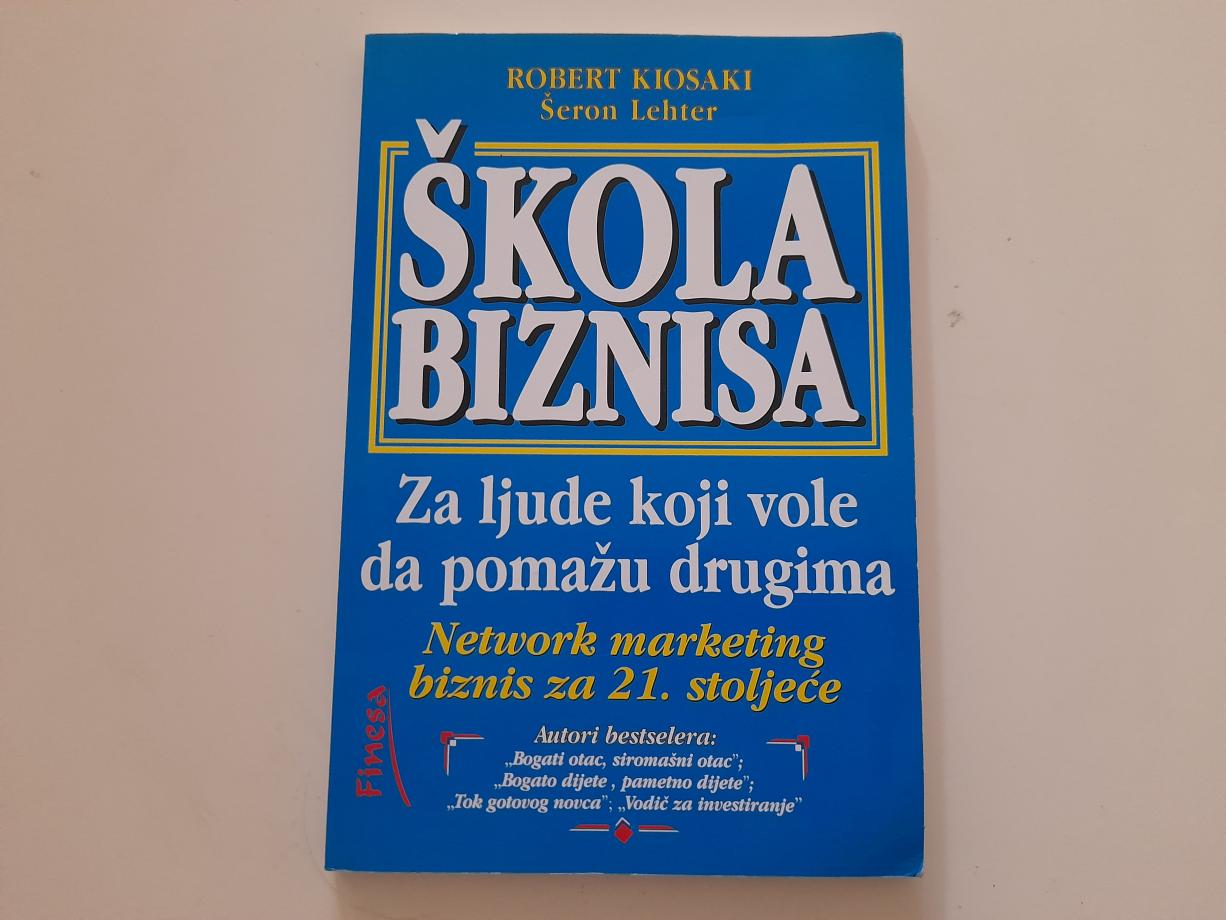 ROBERT KIOSAKI
Šeron Lehter
ŠKOLA
BIZNISA
Za ljude koji vole
da pomažu drugima
Network marketing
biznis za 21. stoljeće
Finesa
Autori bestselera:
„Bogati otac, siromašni otac”;
„Bogato dijete , pametno dijete”;
„Tok gotovog novca”; „Vodič za investiranje”